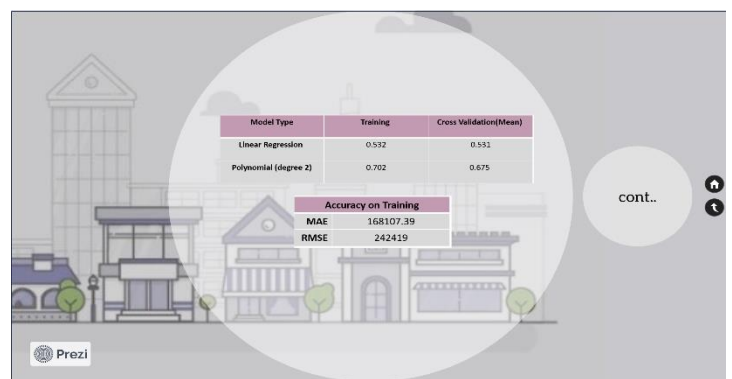 Model Type Training Cross Validation(Mean)
Linear Regression 0.532 0.531
Polynomial (degree 2) 0.702 0.675
Accuracy on Training
MAE 168107.39
RMSE 242419
cont..
Prezi